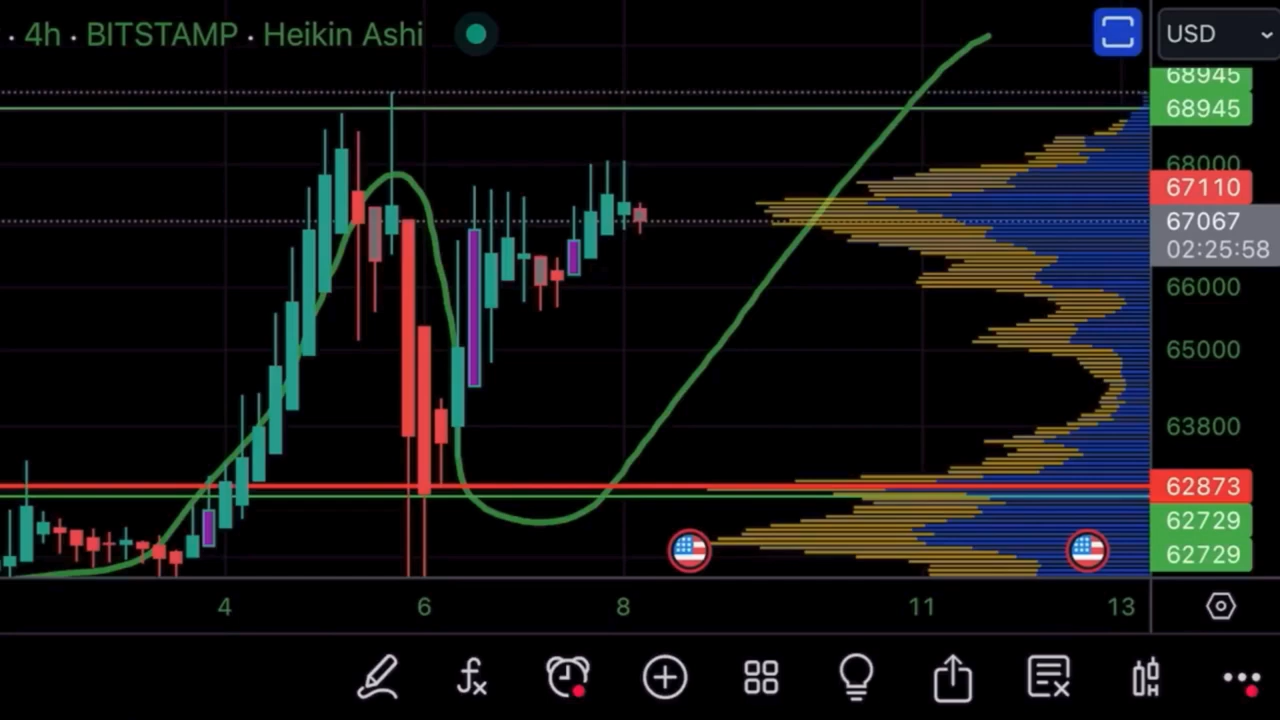 · 4h · BITSTAMP · Heikin Ashi
USD
68945
68945
68000
67110
67067
02:25:58
66000
65000
63800
62873
62729
62729
4 6 8 11 13
fx
H